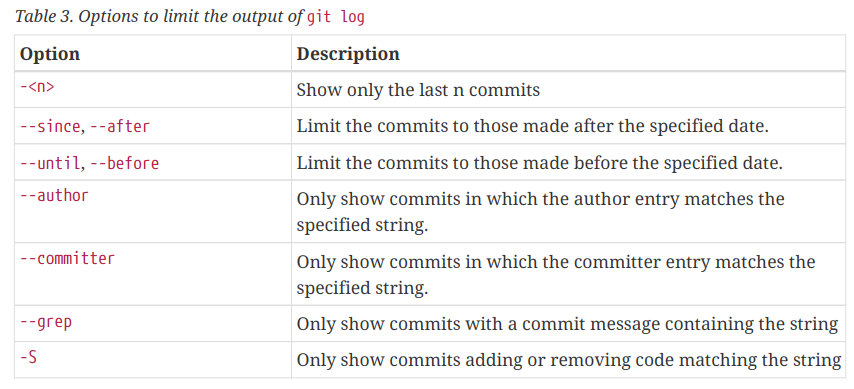 Table 3. Options to limit the output of git log
Option Description
-<n> Show only the last n commits
--since, --after Limit the commits to those made after the specified date.
--until, --before Limit the commits to those made before the specified date.
--author Only show commits in which the author entry matches the
specified string.
--committer Only show commits in which the committer entry matches the
specified string.
--grep Only show commits with a commit message containing the string
-S Only show commits adding or removing code matching the string